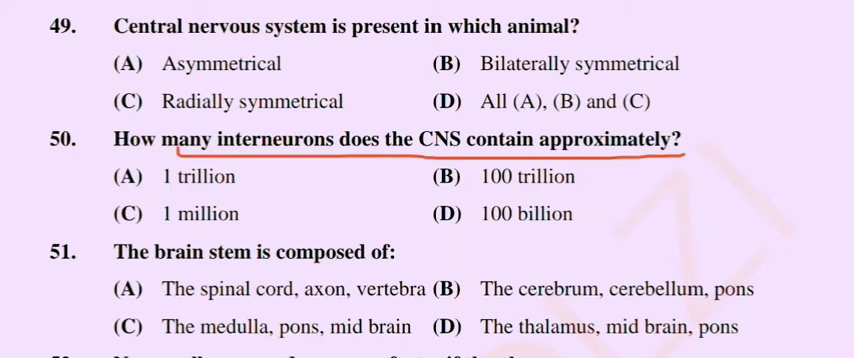 49. Central nervous system is present in which animal?
(A) Asymmetrical (B) Bilaterally symmetrical
(C) Radially symmetrical (D) All (A), (B) and (C)
50. How many interneurons does the CNS contain approximately?
(A) 1 trillion (B) 100 trillion
(C) 1 million (D) 100 billion
51. The brain stem is composed of:
(A) The spinal cord, axon, vertebra (B) The cerebrum, cerebellum, pons
(C) The medulla, pons, mid brain (D) The thalamus, mid brain, pons